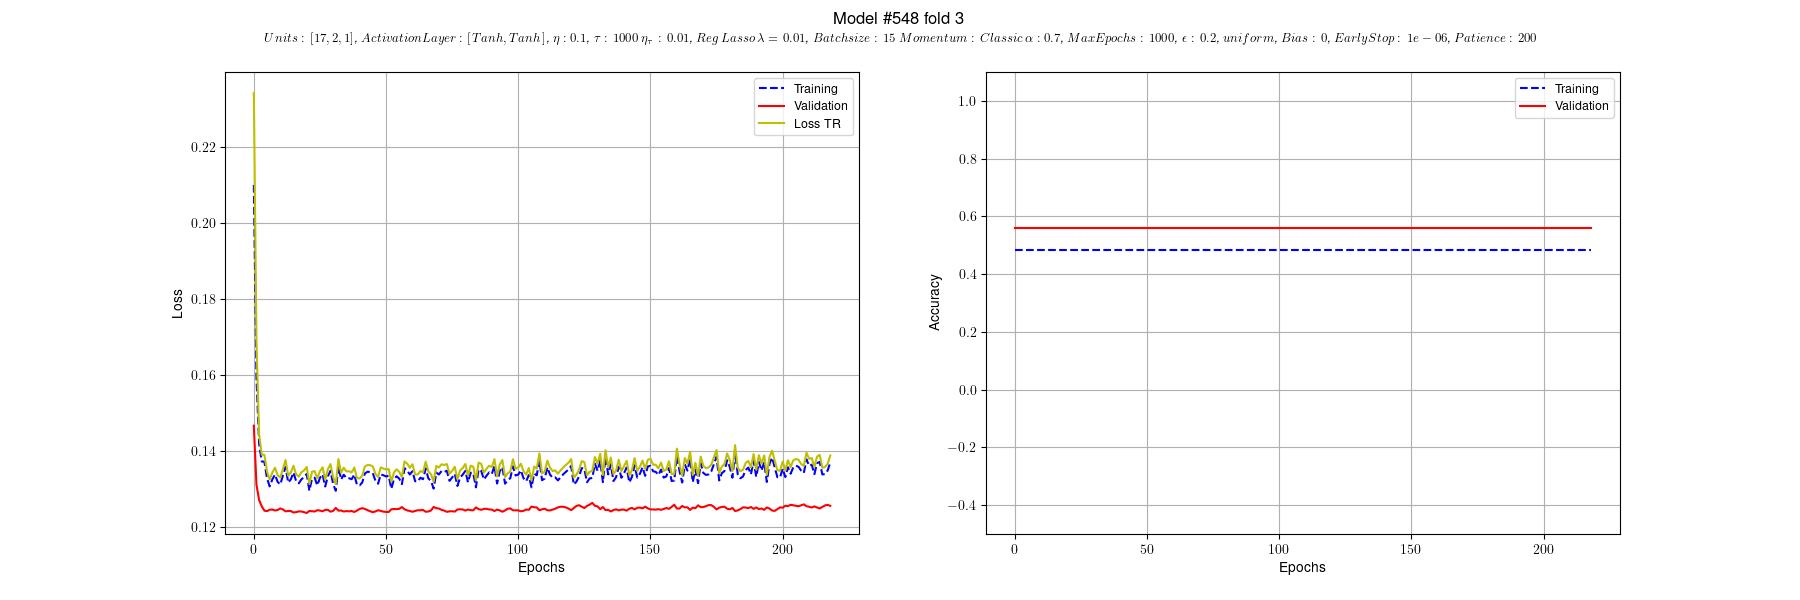 Model #548 fold 3
Units : [17, 2, 1], ActivationLayer : [Tanh, Tanh], η : 0.1, τ : 1000 ητ : 0.01, Reg Lasso λ = 0.01, Batchsize : 15 Momentum : Classic α : 0.7, MaxEpochs : 1000, ϵ : 0.2, uniform, Bias : 0, EarlyStop : 1e − 06, Patience : 200
Loss
0.22
0.20
0.18
0.16
0.14
0.12
0
50
100
150
200
Epochs
Training
Validation
Loss TR
Accuracy
1.0
0.8
0.6
0.4
0.2
0.0
−0.2
−0.4
0
50
100
150
200
Epochs
Training
Validation